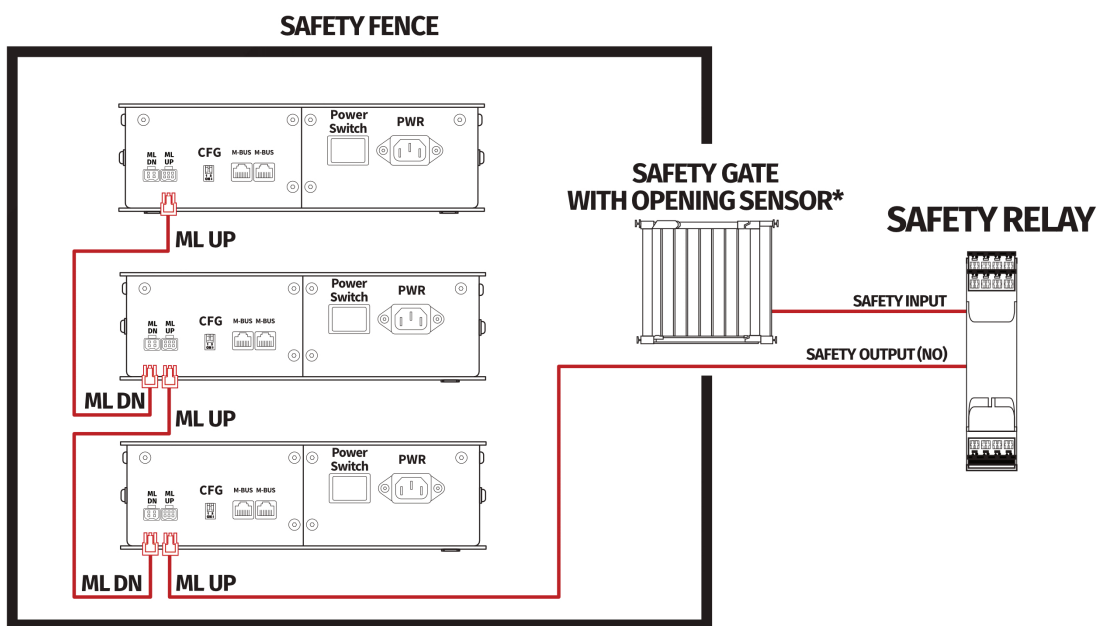 SAFETY FENCE
Power
Switch
PWR
ML
DN
ML
UP
CFG
M-BUS M-BUS
ML UP
SAFETY GATE
WITH OPENING SENSOR*
SAFETY RELAY
SAFETY INPUT
SAFETY OUTPUT (NO)
Power
Switch
PWR
ML
DN
ML
UP
CFG
M-BUS M-BUS
ML DN
ML UP
Power
Switch
PWR
ML
DN
ML
UP
CFG
M-BUS M-BUS
ML DN
ML UP